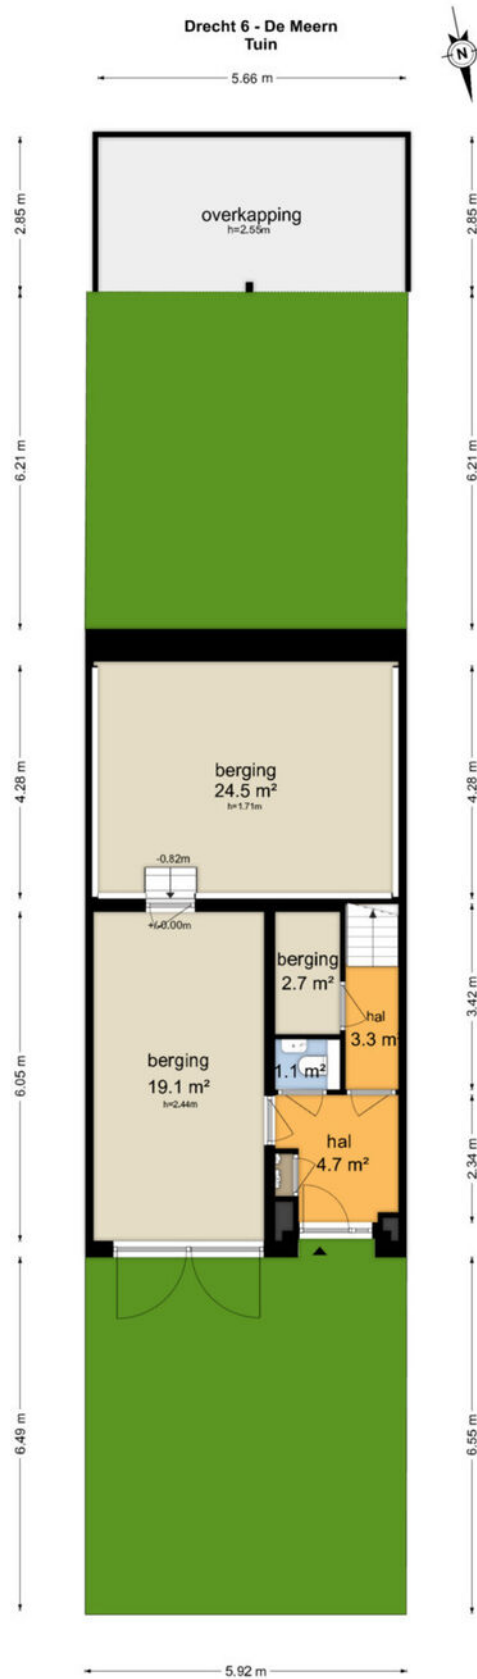 Drecht 6 - De Meern
Tuin
N
5.66 m
2.85 m
2.85 m
overkapping
h=2.55m
6.21 m
6.21 m
4.28 m
4.28 m
berging
24.5 m²
h=1.71m
-0.82m
+/-0.00m
berging
2.7 m²
hal
3.3 m²
3.42 m
6.05 m
berging
19.1 m²
h=2.44m
1.1 m²
hal
4.7 m²
2.34 m
6.49 m
6.55 m
5.92 m